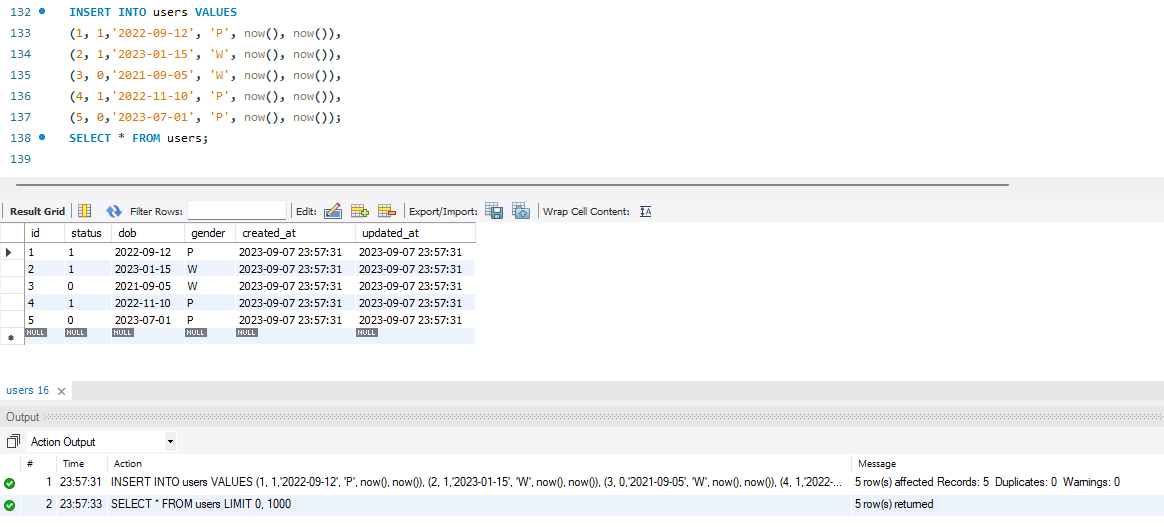 132 INSERT INTO users VALUES
133 (1, 1,'2022-09-12', 'P', now(), now()),
134 (2, 1,'2023-01-15', 'W', now(), now()),
135 (3, 0,'2021-09-05', 'W', now(), now()),
136 (4, 1,'2022-11-10', 'P', now(), now()),
137 (5, 0,'2023-07-01', 'P', now(), now());
138 SELECT * FROM users;
139
Result Grid Filter Rows: Edit: Export/Import: Wrap Cell Content: IA
id status dob gender created_at updated_at
1 1 2022-09-12 P 2023-09-07 23:57:31 2023-09-07 23:57:31
2 1 2023-01-15 W 2023-09-07 23:57:31 2023-09-07 23:57:31
3 0 2021-09-05 W 2023-09-07 23:57:31 2023-09-07 23:57:31
4 1 2022-11-10 P 2023-09-07 23:57:31 2023-09-07 23:57:31
5 0 2023-07-01 P 2023-09-07 23:57:31 2023-09-07 23:57:31
NULL NULL NULL NULL NULL NULL
users 16
Output
Action Output
# Time Action Message
1 23:57:31 INSERT INTO users VALUES (1, 1,'2022-09-12', 'P', now(), now()), (2, 1,'2023-01-15', 'W', now(), now()), (3, 0,'2021-09-05', 'W', now(), now()), (4, 1,'2022-... 5 row(s) affected Records: 5 Duplicates: 0 Warnings: 0
2 23:57:33 SELECT * FROM users LIMIT 0, 1000 5 row(s) returned